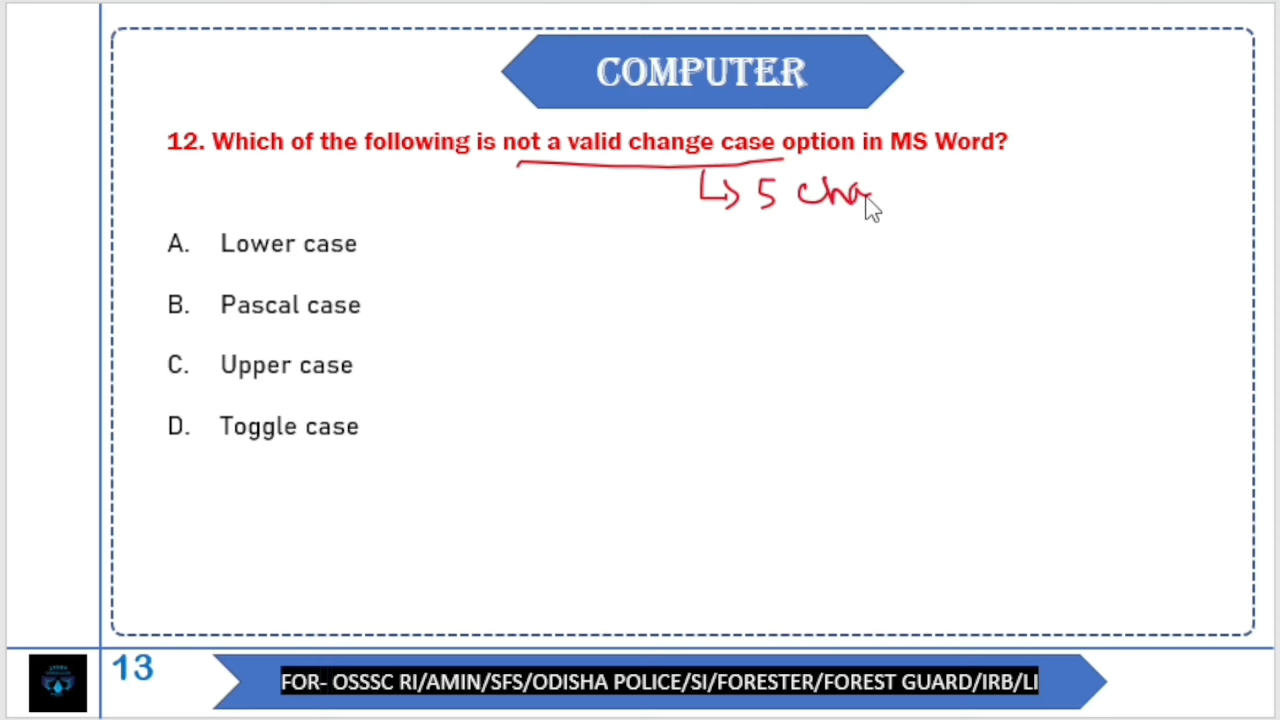 COMPUTER
12. Which of the following is not a valid change case option in MS Word?
↳ 5 cha
A. Lower case
B. Pascal case
C. Upper case
D. Toggle case
13
FOR- OSSSC RI/AMIN/SFS/ODISHA POLICE/SI/FORESTER/FOREST GUARD/IRB/LI